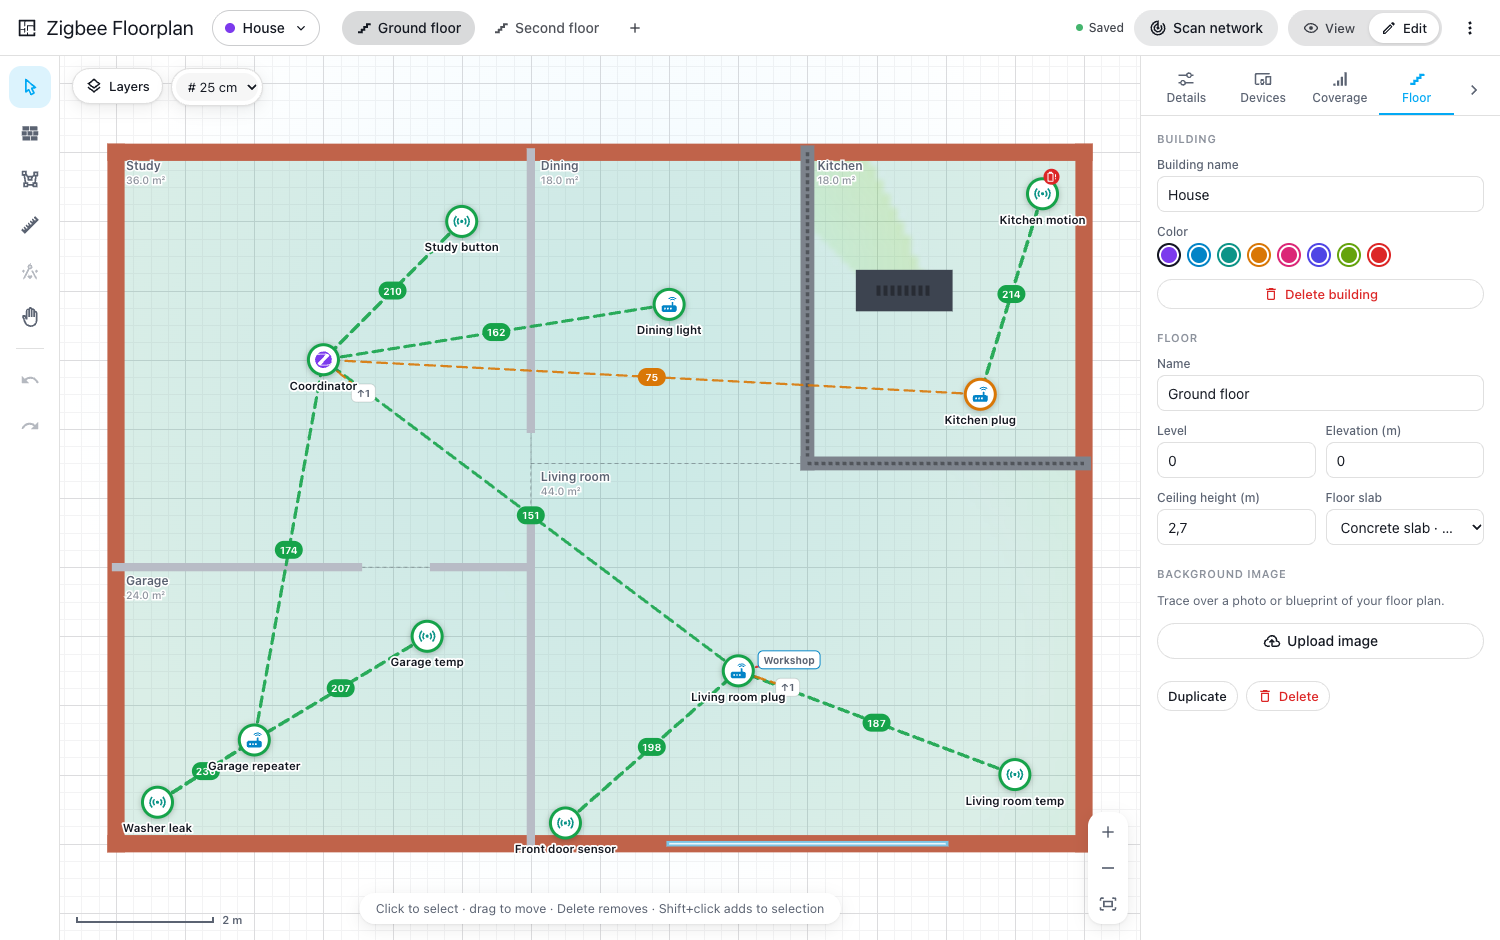 Zigbee Floorplan
House
Ground floor
Second floor
+
Saved
Scan network
View
Edit
Layers
# 25 cm
Details
Devices
Coverage
Floor
Study
36.0 m²
Dining
18.0 m²
Kitchen
18.0 m²
Kitchen motion
Study button
210
162
214
Dining light
Coordinator
↑1
75
Kitchen plug
Living room
44.0 m²
151
174
Garage
24.0 m²
Garage temp
207
Workshop
↑1
Living room plug
187
198
Garage repeater
Washer leak
Living room temp
Front door sensor
2 m
Click to select · drag to move · Delete removes · Shift+click adds to selection
BUILDING
Building name
House
Color
Delete building
FLOOR
Name
Ground floor
Level
Elevation (m)
0
0
Ceiling height (m)
Floor slab
2,7
Concrete slab · ...
BACKGROUND IMAGE
Trace over a photo or blueprint of your floor plan.
Upload image
Duplicate
Delete